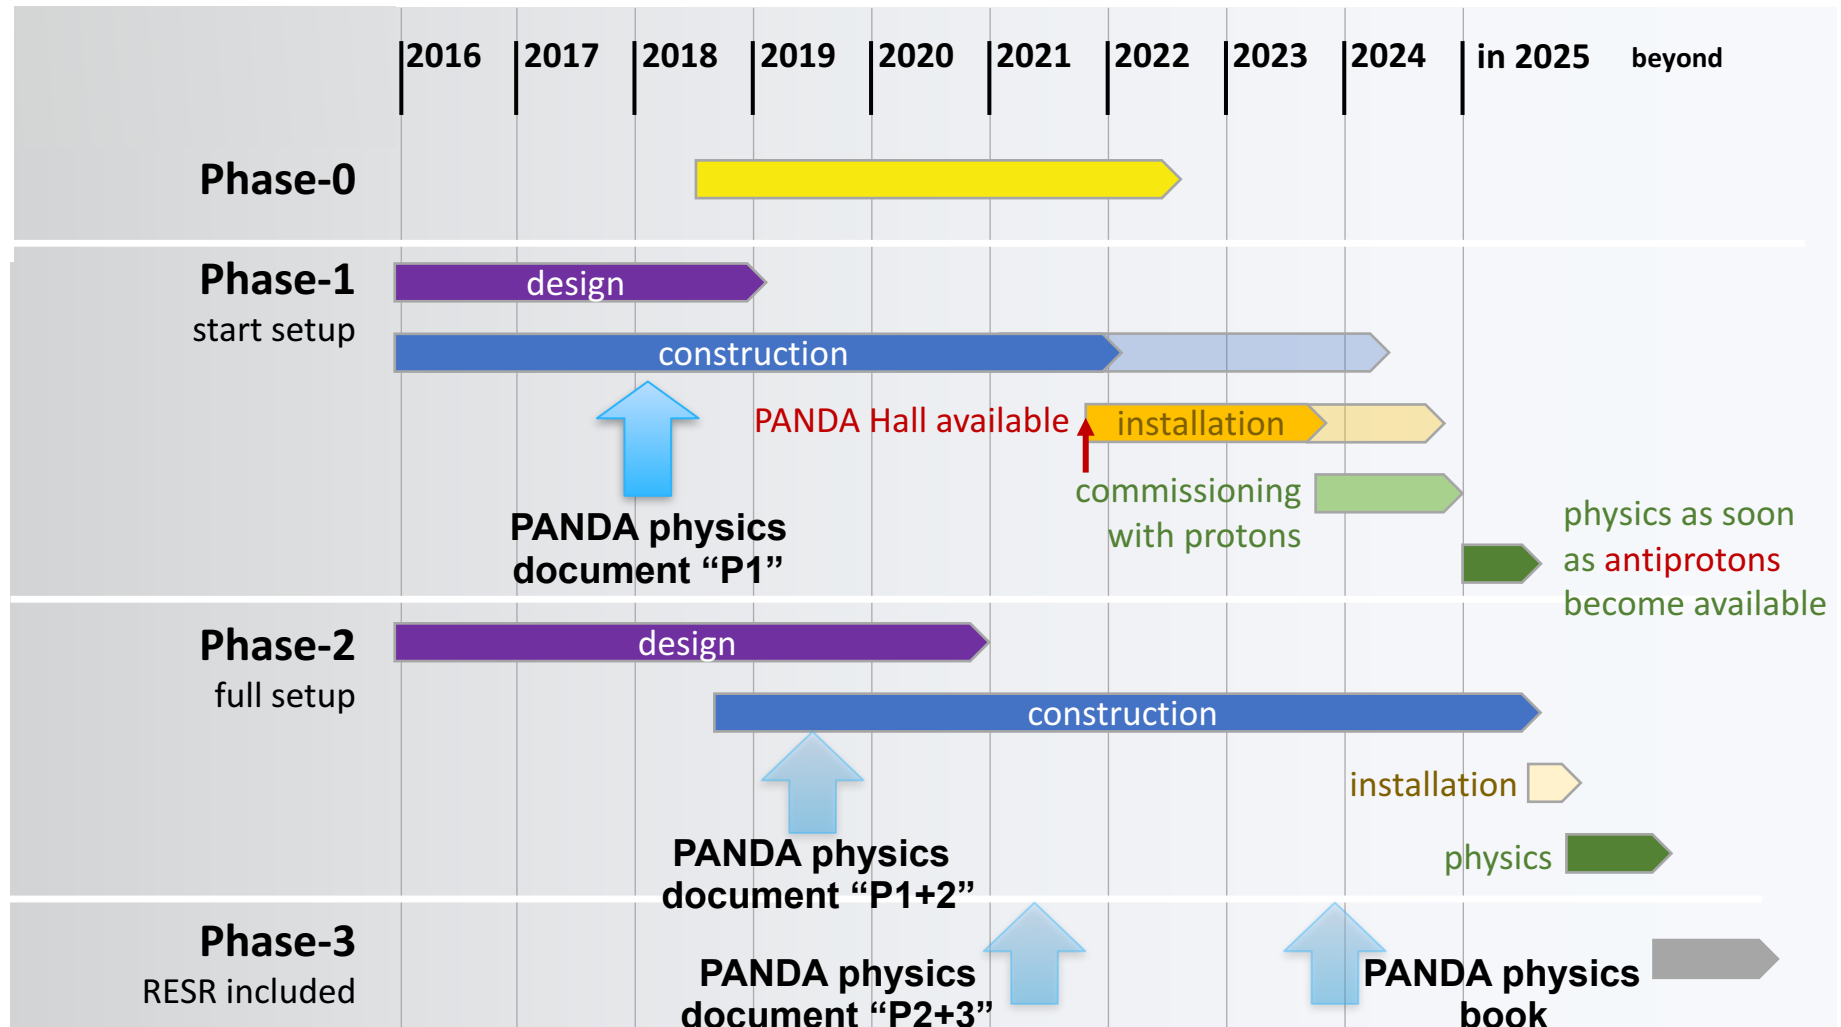 2016 2017 2018 2019 2020 2021 2022 2023 2024 in 2025 beyond
Phase-0
Phase-1
start setup
design
construction
PANDA Hall available
installation
commissioning
with protons
physics as soon
as antiprotons
become available
PANDA physics
document “P1”
Phase-2
full setup
design
construction
installation
physics
PANDA physics
document “P1+2”
Phase-3
RESR included
PANDA physics
document “P2+3”
PANDA physics
book